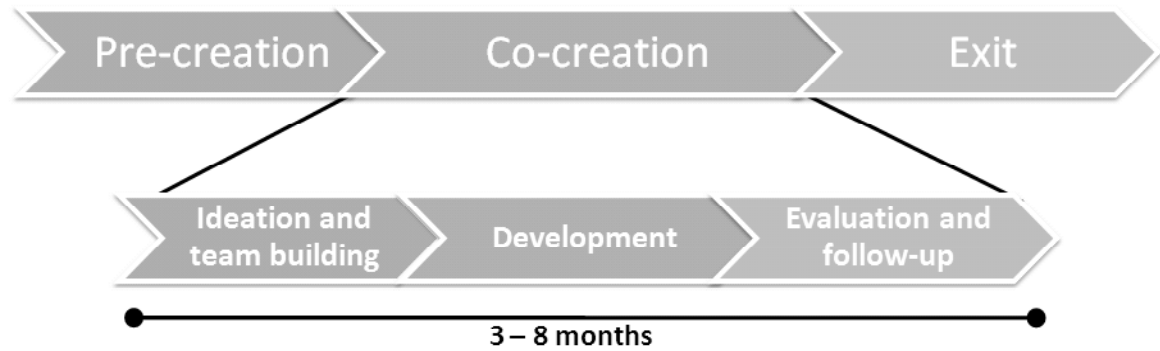 Pre-creation
Co-creation
Exit
Ideation and
team building
Development
Evaluation and
follow-up
3 – 8 months